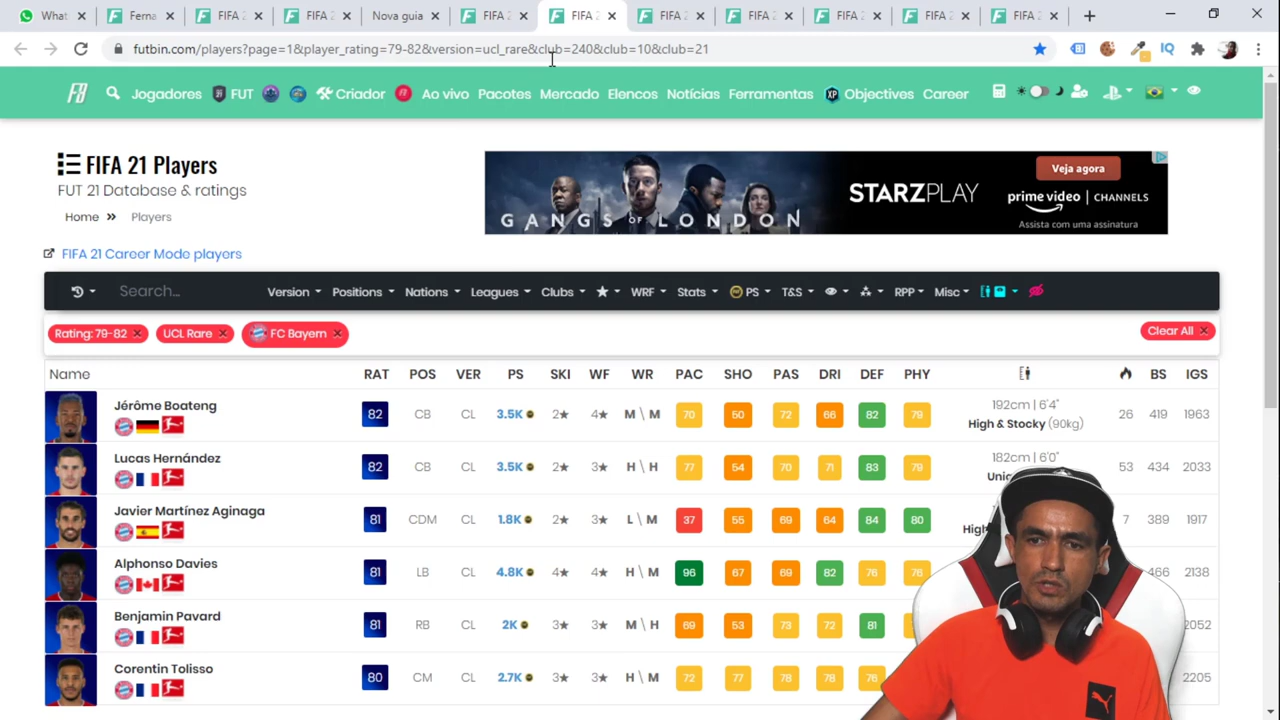 What
Ferna
FIFA 2
FIFA 2
Nova guia
FIFA 2
FIFA 2
FIFA 2
FIFA 2
FIFA 2
FIFA 2
FIFA 2
futbin.com/players?page=1&player_rating=79-82&version=ucl_rare&club=240&club=10&club=21
IQ
Jogadores FUT Criador Ao vivo Pacotes Mercado Elencos Notícias Ferramentas XP Objectives Career
FIFA 21 Players
FUT 21 Database & ratings
Home » Players
GANGS OF LONDON
STARZPLAY
Veja agora
prime video | CHANNELS
Assista com uma assinatura
FIFA 21 Career Mode players
Search... Version Positions Nations Leagues Clubs WRF Stats PS T&S RPP Misc
Rating:79-82 × UCL Rare × FC Bayern × Clear All ×
Name RAT POS VER PS SKI WF WR PAC SHO PAS DRI DEF PHY BS IGS
Jérôme Boateng 82 CB CL 3.5K 2★ 4★ M \ M 70 50 72 66 82 79 192cm | 6'4" 26 419 1963
High & Stocky (90kg)
Lucas Hernández 82 CB CL 3.5K 2★ 3★ H \ H 77 54 70 71 83 79 182cm | 6'0" 53 434 2033
Javier Martínez Aginaga 81 CDM CL 1.8K 2★ 3★ L \ M 37 55 69 64 84 80 7 389 1917
Alphonso Davies 81 LB CL 4.8K 4★ 4★ H \ M 96 67 69 82 76 76 466 2138
Benjamin Pavard 81 RB CL 2K 3★ 3★ M \ H 69 53 73 72 81 2052
Corentin Tolisso 80 CM CL 2.7K 3★ 3★ H \ M 72 77 78 78 76 2205